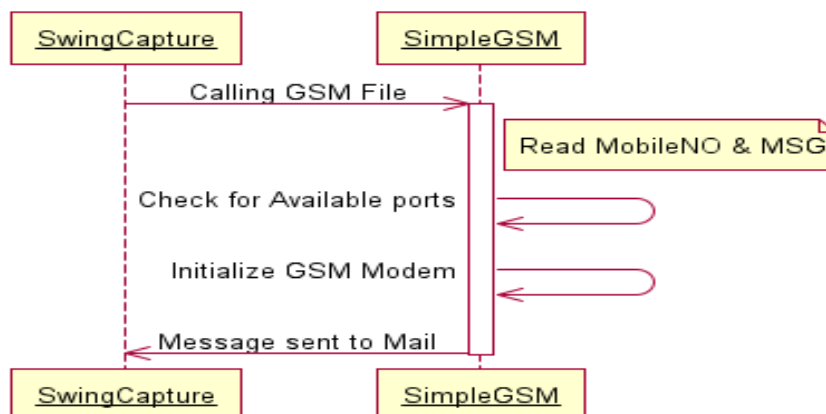 SwingCapture
SimpleGSM
Calling GSM File
Read MobileNO & MSG
Check for Available ports
Initialize GSM Modem
Message sent to Mail
SwingCapture
SimpleGSM